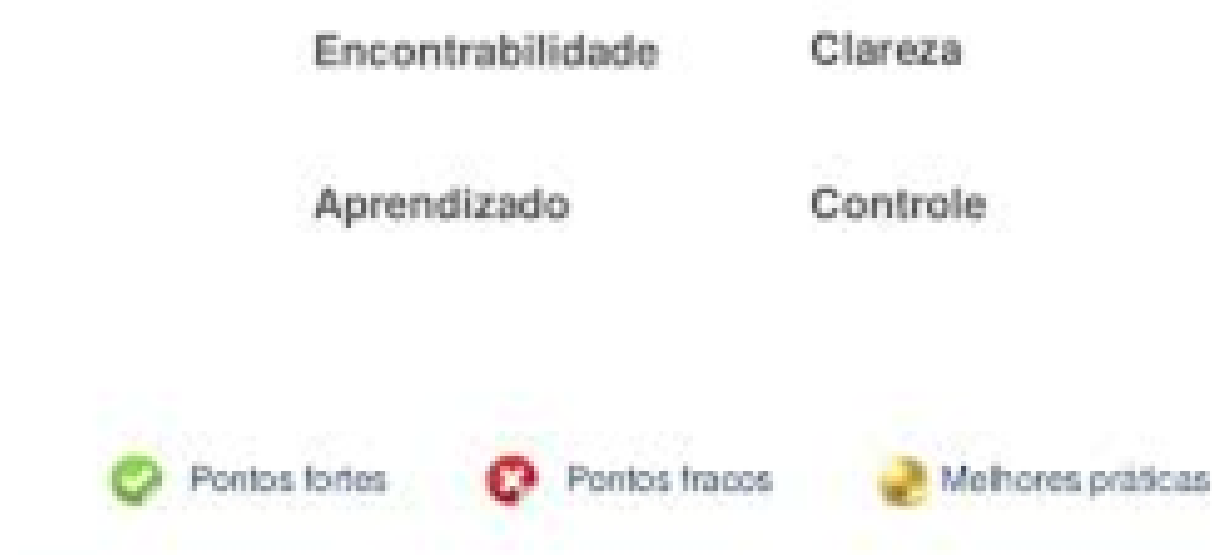 Encontrabilidade Clareza
Aprendizado Controle
Pontos fortes Pontos fracos Melhores práticas